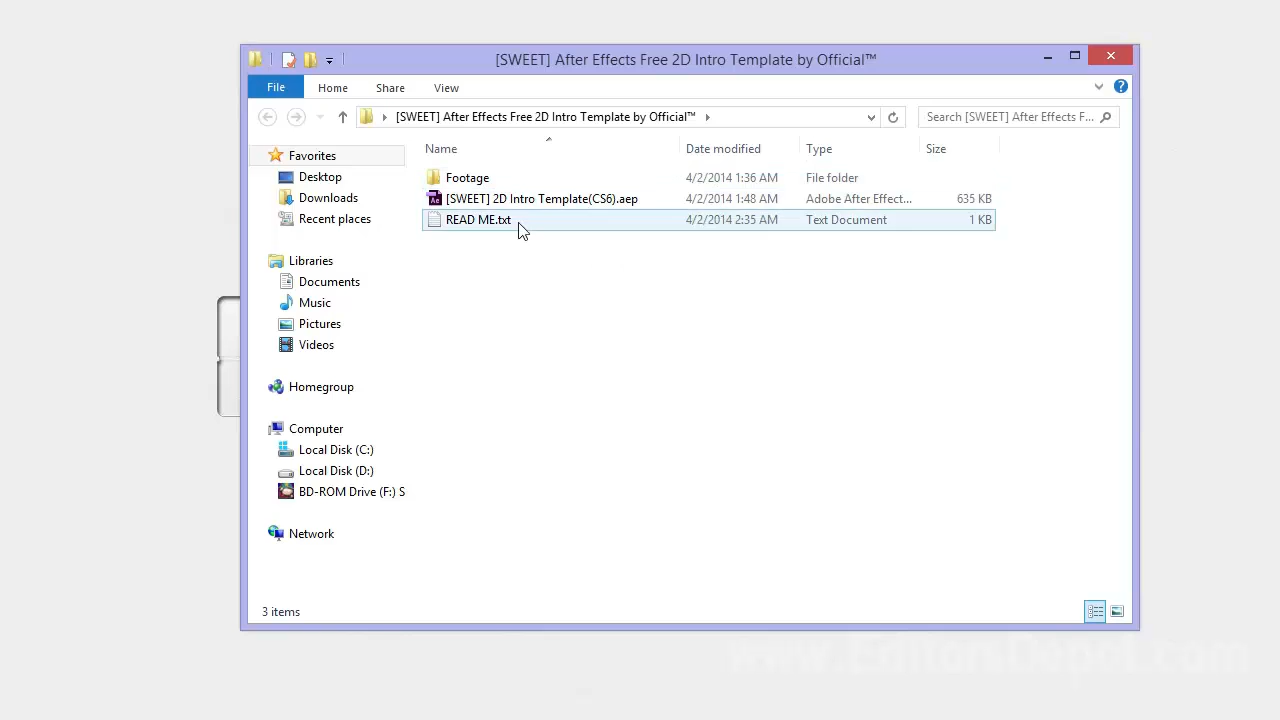 [SWEET] After Effects Free 2D Intro Template by Official™
File Home Share View
[SWEET] After Effects Free 2D Intro Template by Official™
Search [SWEET] After Effects F...
Name Date modified Type Size
Favorites
Desktop
Downloads
Recent places
Libraries
Documents
Music
Pictures
Videos
Homegroup
Computer
Local Disk (C:)
Local Disk (D:)
BD-ROM Drive (F:) S
Network
Footage 4/2/2014 1:36 AM File folder
[SWEET] 2D Intro Template(CS6).aep 4/2/2014 1:48 AM Adobe After Effect... 635 KB
READ ME.txt 4/2/2014 2:35 AM Text Document 1 KB
3 items
www.EditorsDepot.com